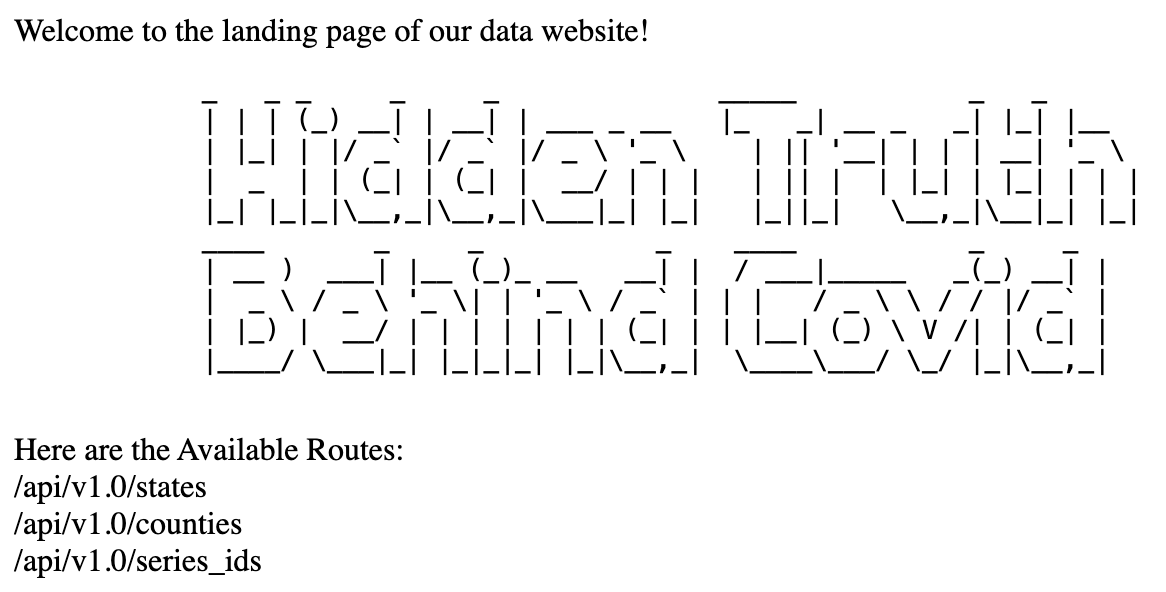 Welcome to the landing page of our data website!
Hidden Truth
Behind Covid
Here are the Available Routes:
/api/v1.0/states
/api/v1.0/counties
/api/v1.0/series_ids